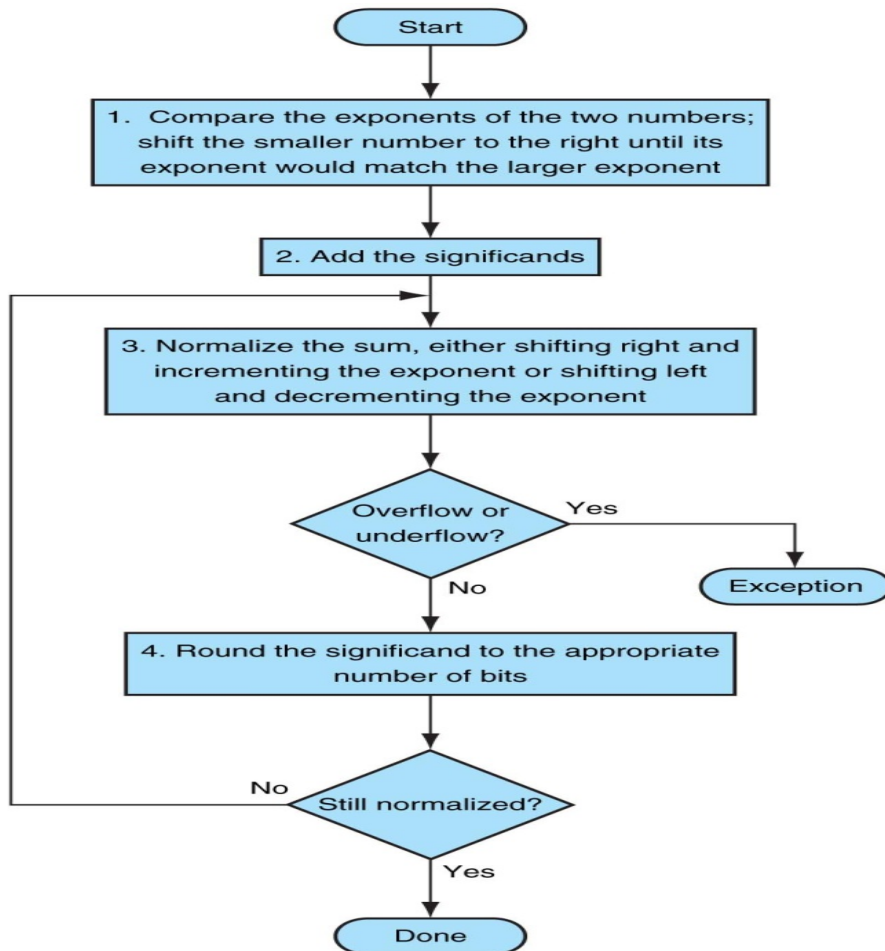 Start
1. Compare the exponents of the two numbers;
shift the smaller number to the right until its
exponent would match the larger exponent
2. Add the significands
3. Normalize the sum, either shifting right and
incrementing the exponent or shifting left
and decrementing the exponent
Overflow or
underflow?
Yes
Exception
No
4. Round the significand to the appropriate
number of bits
No
Still normalized?
Yes
Done